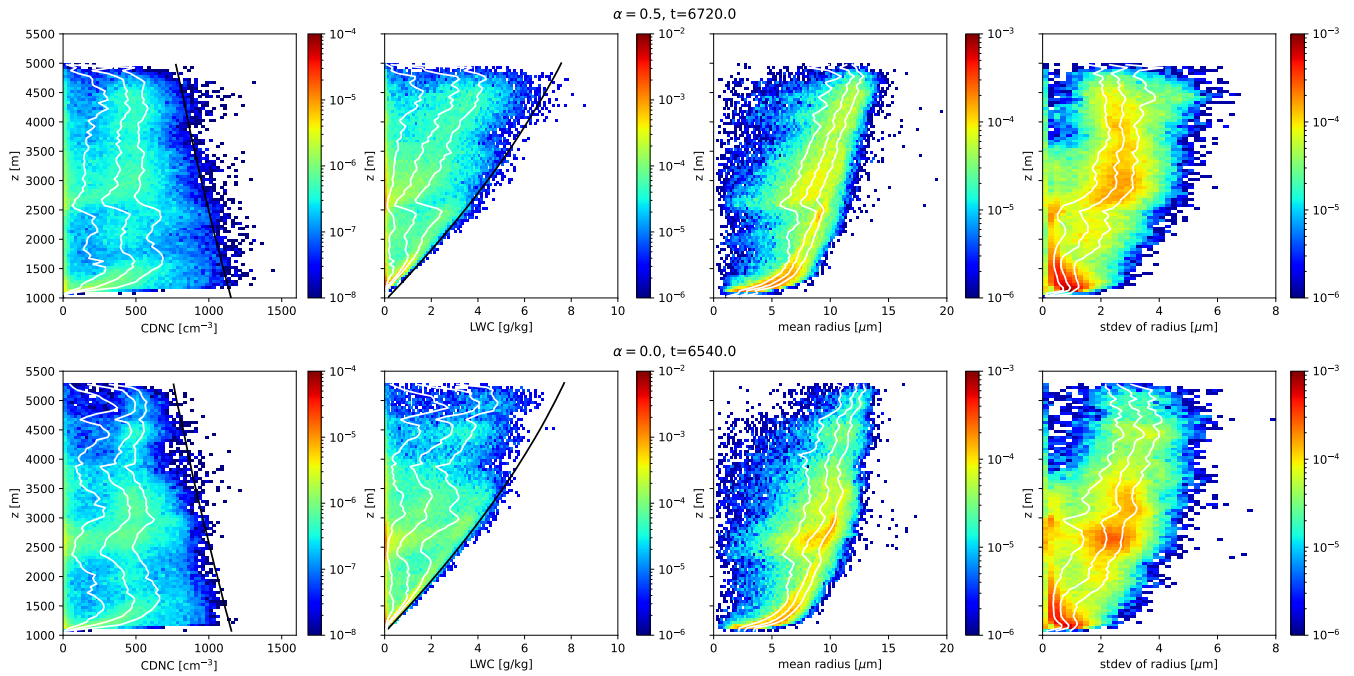 α = 0.5, t=6720.0
5500
5000
4500
4000
3500
3000
2500
2000
1500
1000
z [m]
0 500 1000 1500
CDNC [cm⁻³]
10⁻⁴
10⁻⁵
10⁻⁶
10⁻⁷
10⁻⁸
z [m]
0 2 4 6 8 10
LWC [g/kg]
10⁻²
10⁻³
10⁻⁴
10⁻⁵
10⁻⁶
z [m]
0 5 10 15 20
mean radius [μm]
10⁻³
10⁻⁴
10⁻⁵
10⁻⁶
z [m]
0 2 4 6 8
stdev of radius [μm]
10⁻³
10⁻⁴
10⁻⁵
10⁻⁶
α = 0.0, t=6540.0
5500
5000
4500
4000
3500
3000
2500
2000
1500
1000
z [m]
0 500 1000 1500
CDNC [cm⁻³]
10⁻⁴
10⁻⁵
10⁻⁶
10⁻⁷
10⁻⁸
z [m]
0 2 4 6 8 10
LWC [g/kg]
10⁻²
10⁻³
10⁻⁴
10⁻⁵
10⁻⁶
z [m]
0 5 10 15 20
mean radius [μm]
10⁻³
10⁻⁴
10⁻⁵
10⁻⁶
z [m]
0 2 4 6 8
stdev of radius [μm]
10⁻³
10⁻⁴
10⁻⁵
10⁻⁶